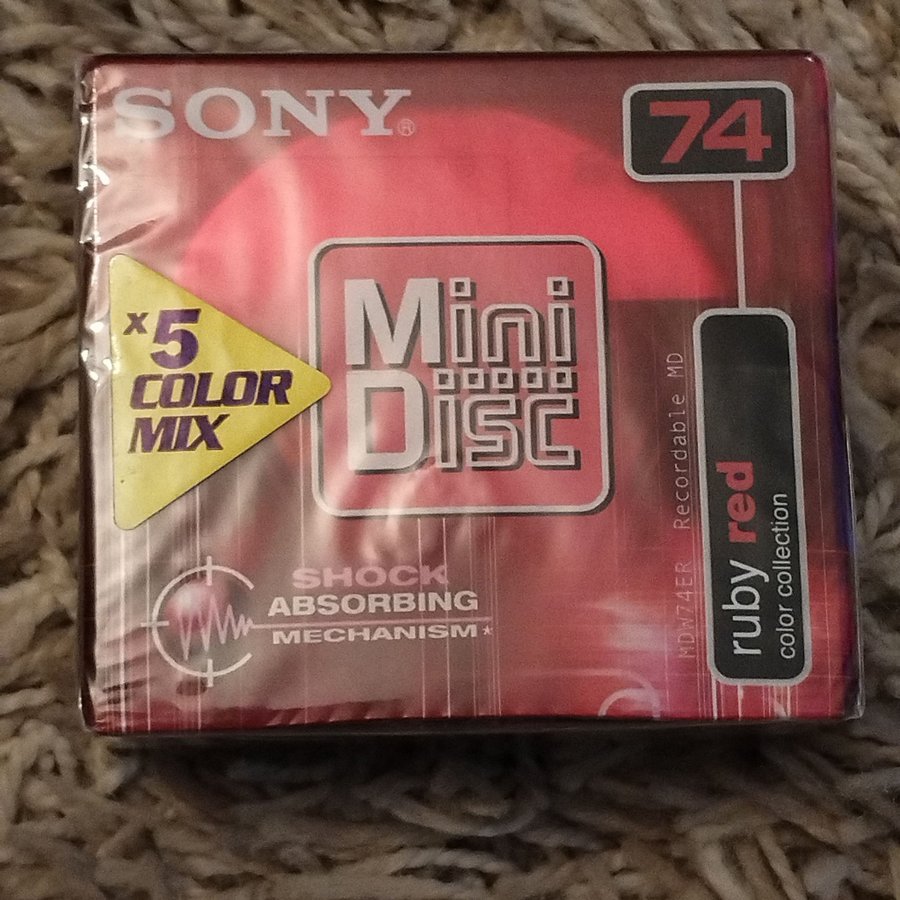 SONY®
74
x5
COLOR
MIX
Mini
Disc
MDW74ER Recordable MD
ruby red
color collection
SHOCK
ABSORBING
MECHANISM*